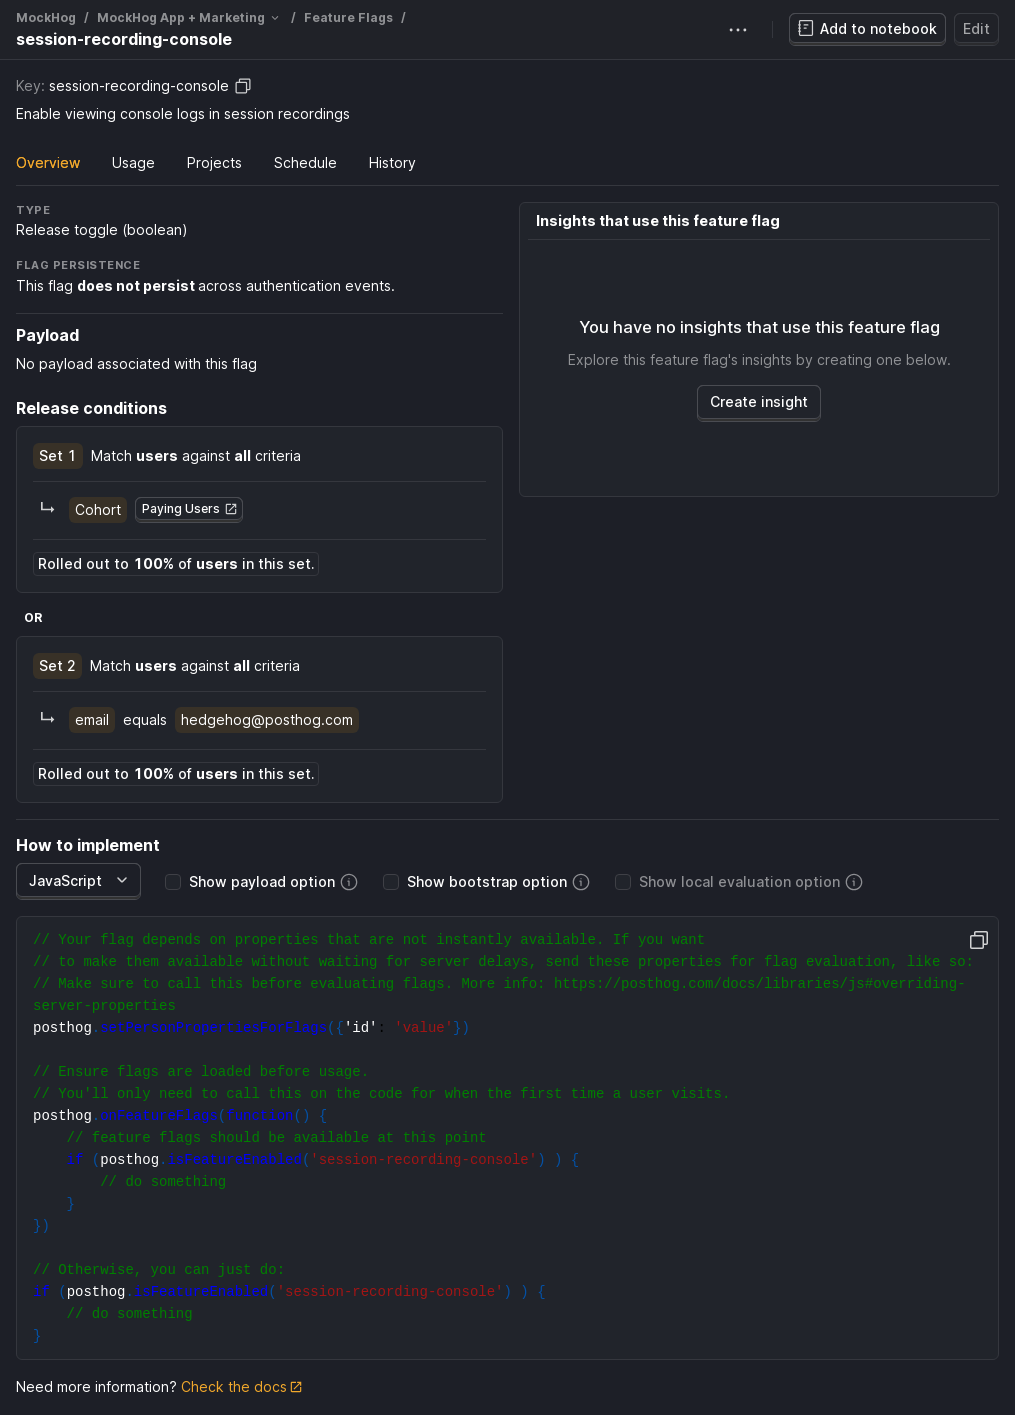 MockHog / MockHog App + Marketing / Feature Flags /
session-recording-console
Add to notebook
Edit
Key: session-recording-console
Enable viewing console logs in session recordings
Overview Usage Projects Schedule History
TYPE
Release toggle (boolean)
FLAG PERSISTENCE
This flag does not persist across authentication events.
Payload
No payload associated with this flag
Release conditions
Set 1 Match users against all criteria
Cohort Paying Users
Rolled out to 100% of users in this set.
OR
Set 2 Match users against all criteria
email equals hedgehog@posthog.com
Rolled out to 100% of users in this set.
Insights that use this feature flag
You have no insights that use this feature flag
Explore this feature flag's insights by creating one below.
Create insight
How to implement
JavaScript Show payload option Show bootstrap option Show local evaluation option
// Your flag depends on properties that are not instantly available. If you want
// to make them available without waiting for server delays, send these properties for flag evaluation, like so:
// Make sure to call this before evaluating flags. More info: https://posthog.com/docs/libraries/js#overriding-
server-properties
posthog.setPersonPropertiesForFlags({'id': 'value'})
// Ensure flags are loaded before usage.
// You'll only need to call this on the code for when the first time a user visits.
posthog.onFeatureFlags(function() {
// feature flags should be available at this point
if (posthog.isFeatureEnabled('session-recording-console') ) {
// do something
}
})
// Otherwise, you can just do:
if (posthog.isFeatureEnabled('session-recording-console') ) {
// do something
}
Need more information? Check the docs